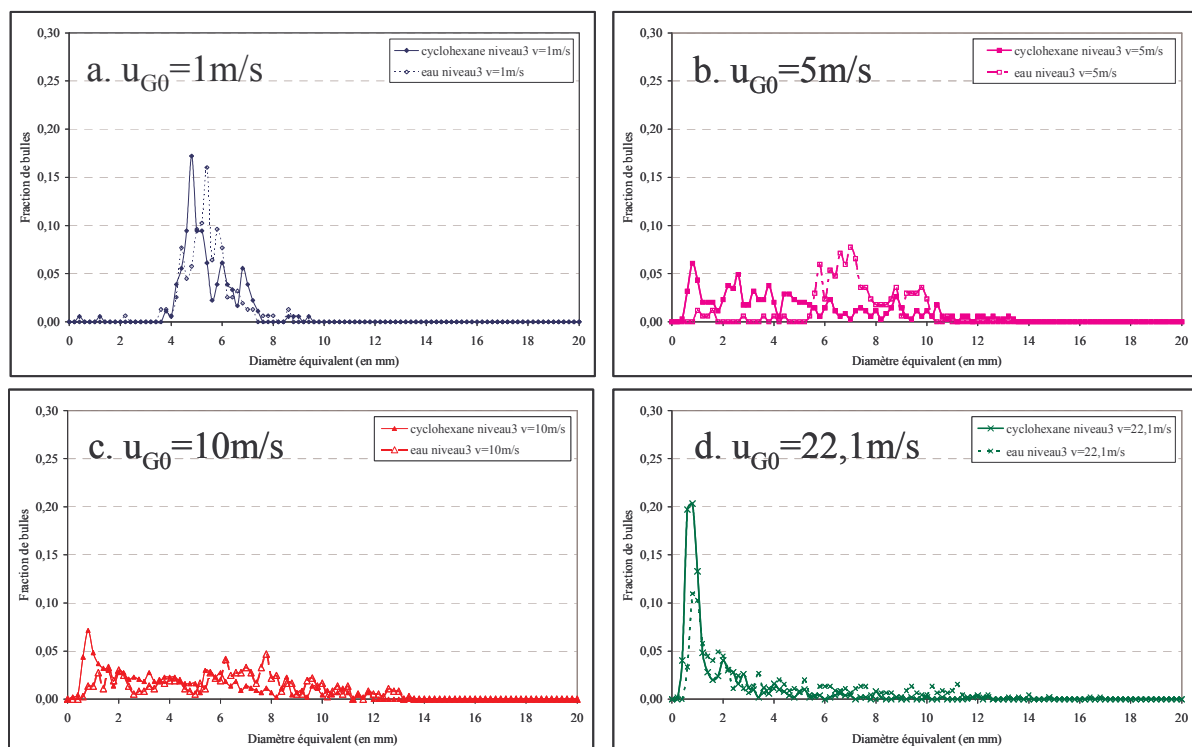 a. uG0=1m/s
cyclohexane niveau3 v=1m/s
eau niveau3 v=1m/s
Fraction de bulles
0,30
0,25
0,20
0,15
0,10
0,05
0,00
0 2 4 6 8 10 12 14 16 18 20
Diamètre équivalent (en mm)
b. uG0=5m/s
cyclohexane niveau3 v=5m/s
eau niveau3 v=5m/s
Fraction de bulles
0,30
0,25
0,20
0,15
0,10
0,05
0,00
0 2 4 6 8 10 12 14 16 18 20
Diamètre équivalent (en mm)
c. uG0=10m/s
cyclohexane niveau3 v=10m/s
eau niveau3 v=10m/s
Fraction de bulles
0,30
0,25
0,20
0,15
0,10
0,05
0,00
0 2 4 6 8 10 12 14 16 18 20
Diamètre équivalent (en mm)
d. uG0=22,1m/s
cyclohexane niveau3 v=22,1m/s
eau niveau3 v=22,1m/s
Fraction de bulles
0,30
0,25
0,20
0,15
0,10
0,05
0,00
0 2 4 6 8 10 12 14 16 18 20
Diamètre équivalent (en mm)